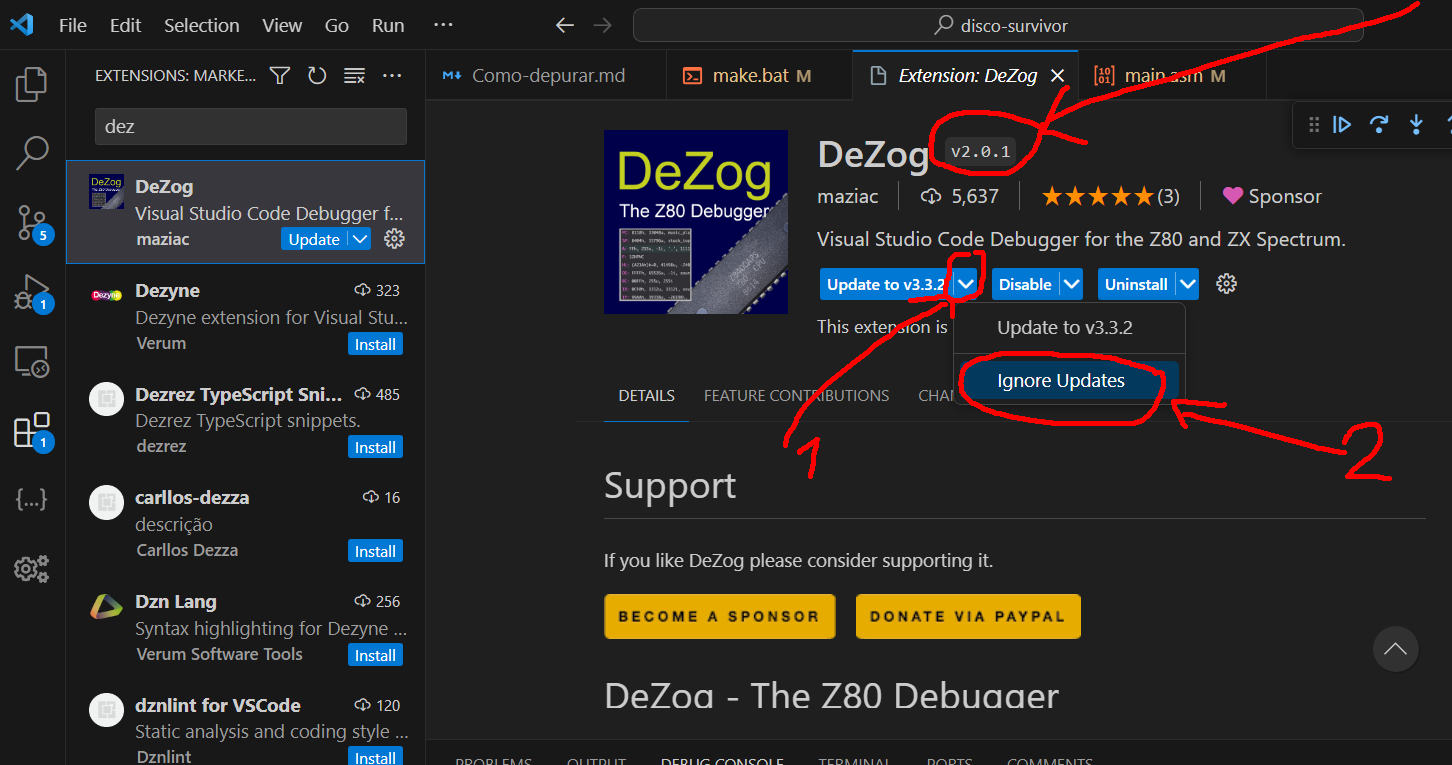 File Edit Selection View Go Run ···
disco-survivor
EXTENSIONS: MARKE...
Como-depurar.md
make.bat M
Extension: DeZog
main.asm M
dez
DeZog
Visual Studio Code Debugger f...
maziac
Update
Dezyne 323
Dezyne extension for Visual Stu...
Verum
Install
Dezrez TypeScript Sni... 485
Dezrez TypeScript snippets.
dezrez
Install
carllos-dezza 16
descrição
Carllos Dezza
Install
Dzn Lang 256
Syntax highlighting for Dezyne ...
Verum Software Tools
Install
dznlint for VSCode 120
Static analysis and coding style ...
Dznlint
Install
5
1
1
DeZog
The Z80 Debugger
DeZog v2.0.1
maziac 5,637 (3) Sponsor
Visual Studio Code Debugger for the Z80 and ZX Spectrum.
Update to v3.3.2 Disable Uninstall
This extension is
Update to v3.3.2
Ignore Updates
1
2
DETAILS FEATURE CONTRIBUTIONS CHA
Support
If you like DeZog please consider supporting it.
BECOME A SPONSOR
DONATE VIA PAYPAL
DeZog - The Z80 Debugger
PROBLEMS OUTPUT DEBUG CONSOLE TERMINAL PORTS COMMENTS